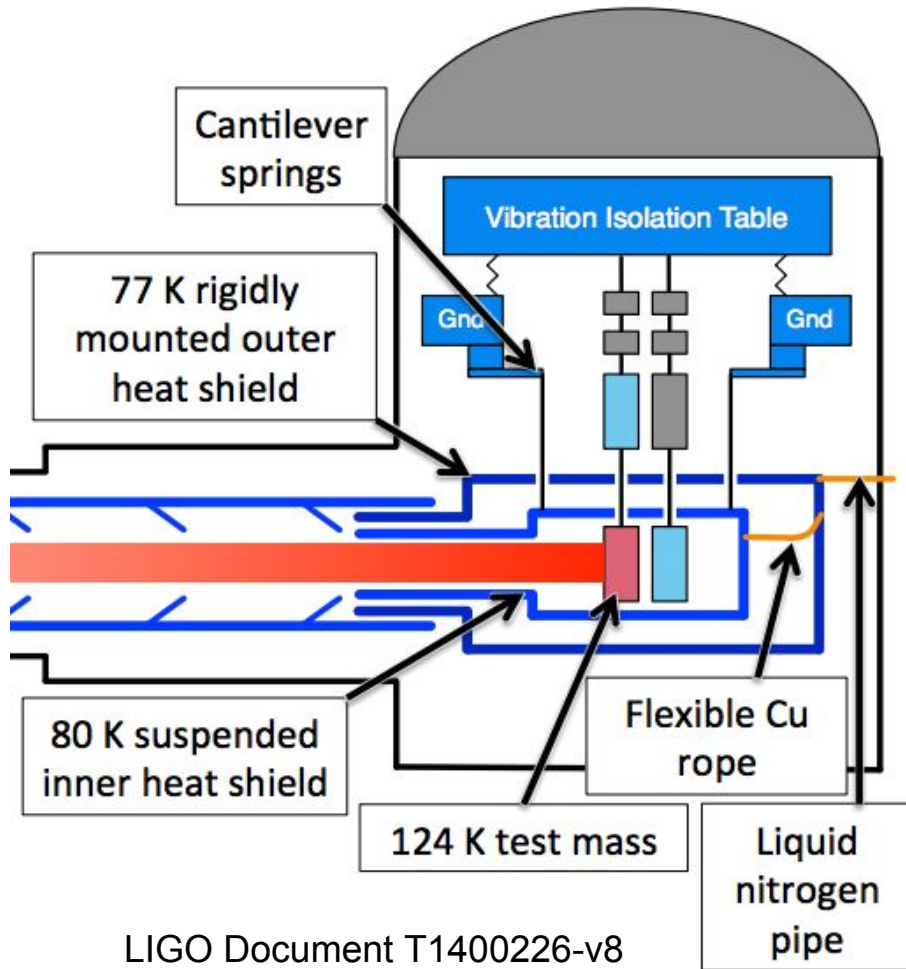 Cantilever
springs
Vibration Isolation Table
77 K rigidly
mounted outer
heat shield
Gnd
Gnd
80 K suspended
inner heat shield
Flexible Cu
rope
124 K test mass
Liquid
nitrogen
pipe
LIGO Document T1400226-v8